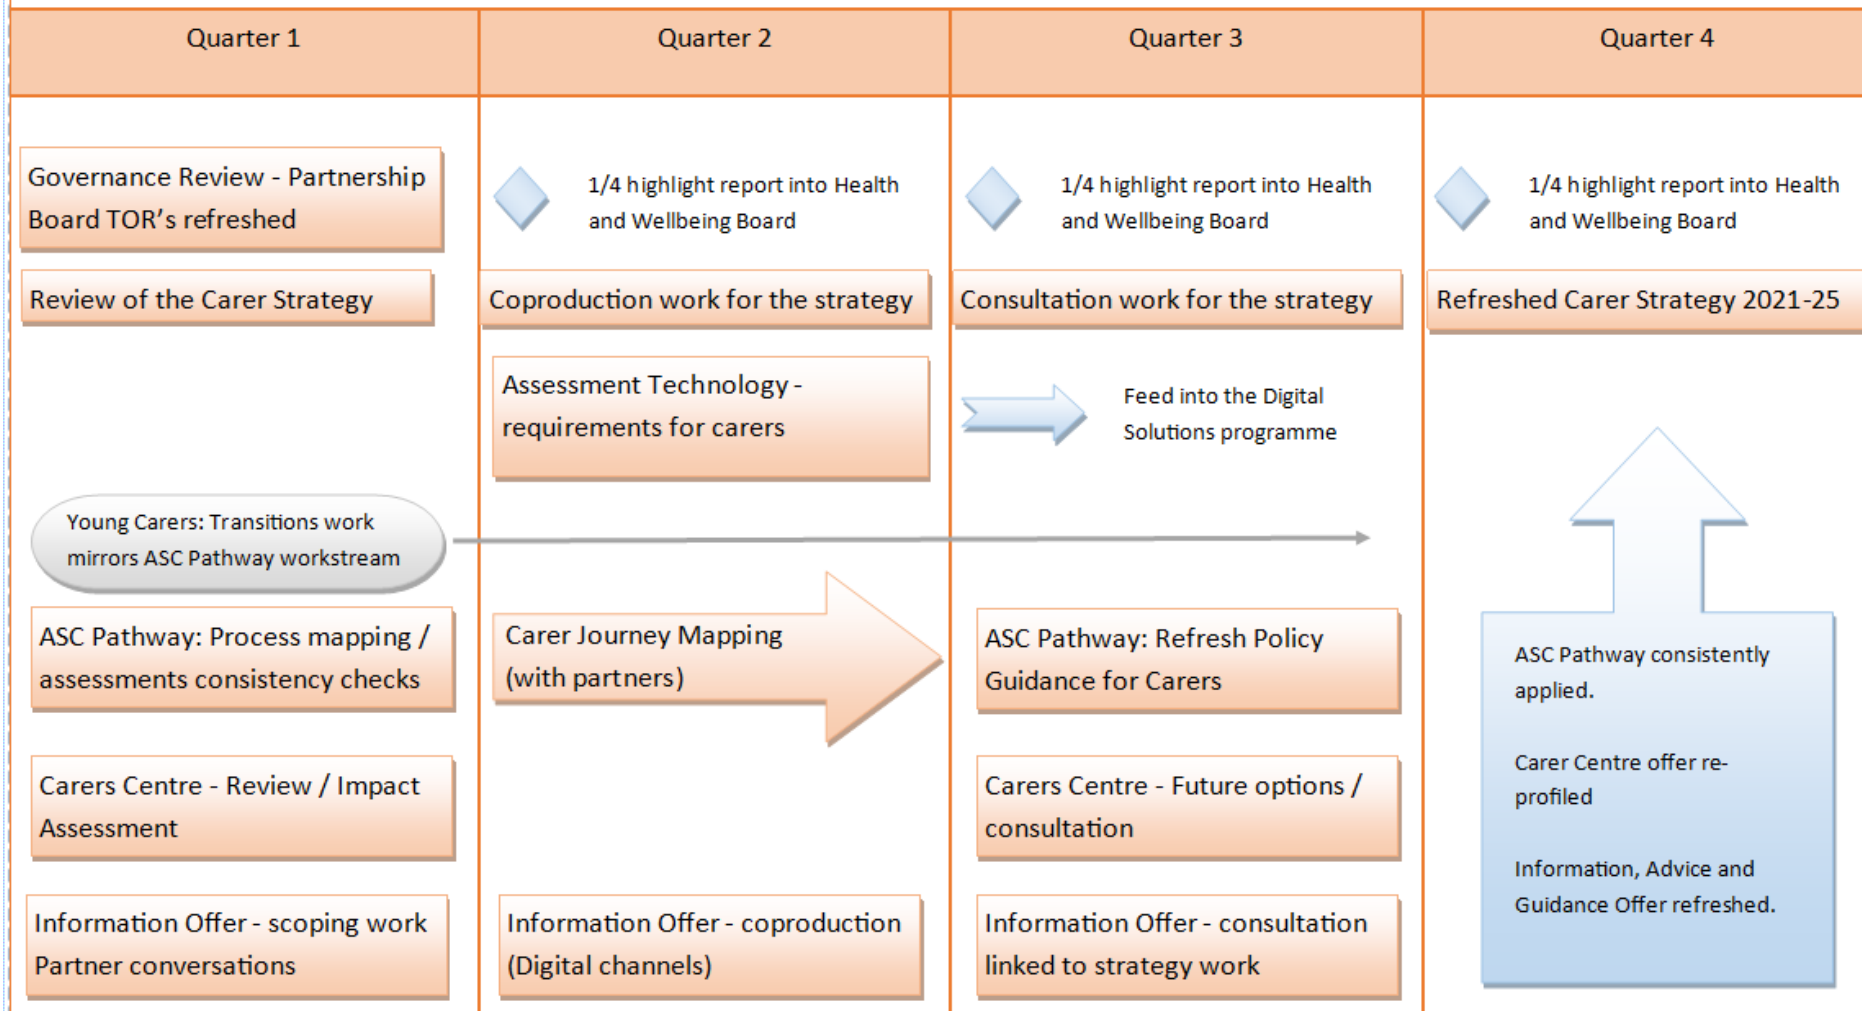 Quarter 1
Quarter 2
Quarter 3
Quarter 4
Governance Review - Partnership
Board TOR's refreshed
1/4 highlight report into Health
and Wellbeing Board
1/4 highlight report into Health
and Wellbeing Board
1/4 highlight report into Health
and Wellbeing Board
Review of the Carer Strategy
Coproduction work for the strategy
Consultation work for the strategy
Refreshed Carer Strategy 2021-25
Assessment Technology -
requirements for carers
Feed into the Digital
Solutions programme
Young Carers: Transitions work
mirrors ASC Pathway workstream
ASC Pathway: Process mapping /
assessments consistency checks
Carer Journey Mapping
(with partners)
ASC Pathway: Refresh Policy
Guidance for Carers
Carers Centre - Review / Impact
Assessment
Carers Centre - Future options /
consultation
Information Offer - scoping work
Partner conversations
Information Offer - coproduction
(Digital channels)
Information Offer - consultation
linked to strategy work
ASC Pathway consistently
applied.
Carer Centre offer re-
profiled
Information, Advice and
Guidance Offer refreshed.